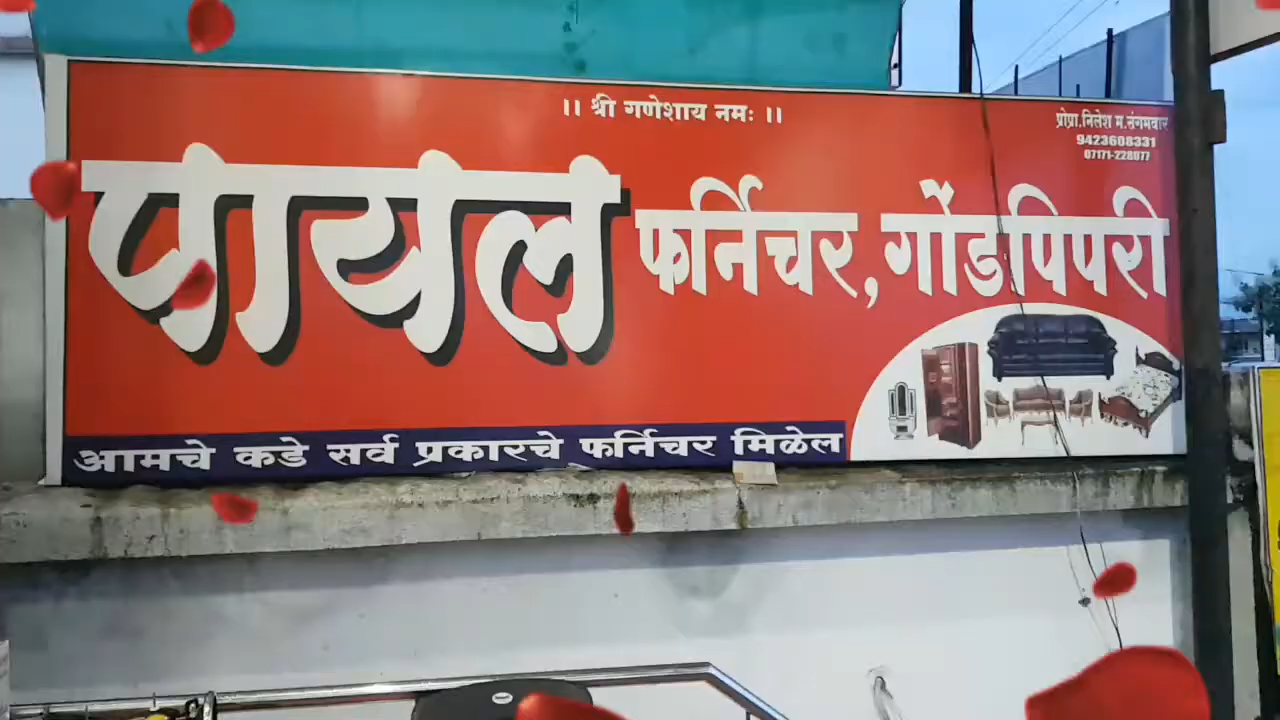 ।। श्री गणेशाय नमः ।।
प्रोप्रा.निलेश म.संगमवार
9423608331
07171-228077
पायल फर्निचर, गोंडपिपरी
आमचे कडे सर्व प्रकारचे फर्निचर मिळेल